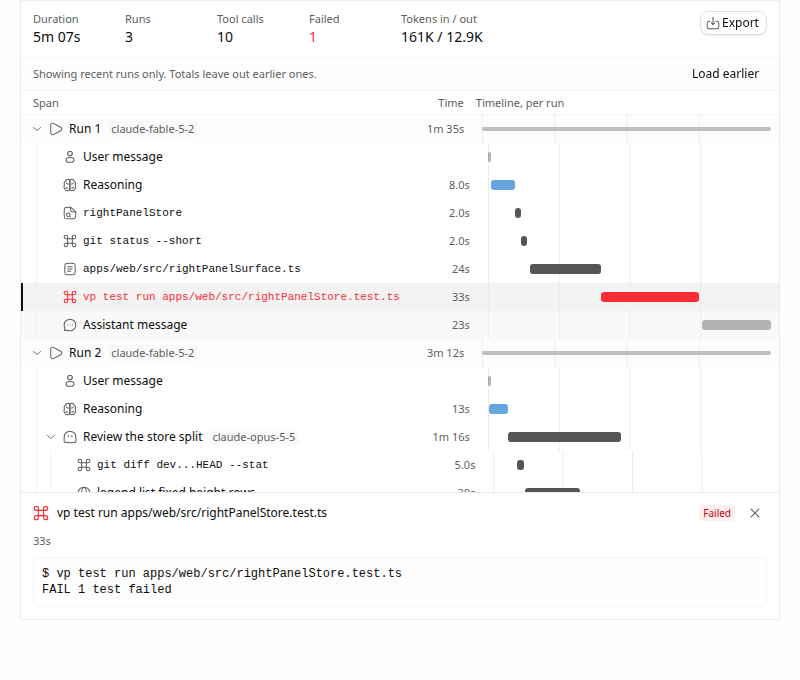 Duration Runs Tool calls Failed Tokens in / out
5m 07s 3 10 1 161K / 12.9K
Export
Showing recent runs only. Totals leave out earlier ones. Load earlier
Span Time Timeline, per run
Run 1 claude-fable-5-2 1m 35s
User message
Reasoning 8.0s
rightPanelStore 2.0s
git status --short 2.0s
apps/web/src/rightPanelSurface.ts 24s
vp test run apps/web/src/rightPanelStore.test.ts 33s
Assistant message 23s
Run 2 claude-fable-5-2 3m 12s
User message
Reasoning 13s
Review the store split claude-opus-5-5 1m 16s
git diff dev...HEAD --stat 5.0s
legend list fixed height rows 38s
vp test run apps/web/src/rightPanelStore.test.ts Failed
33s
$ vp test run apps/web/src/rightPanelStore.test.ts
FAIL 1 test failed